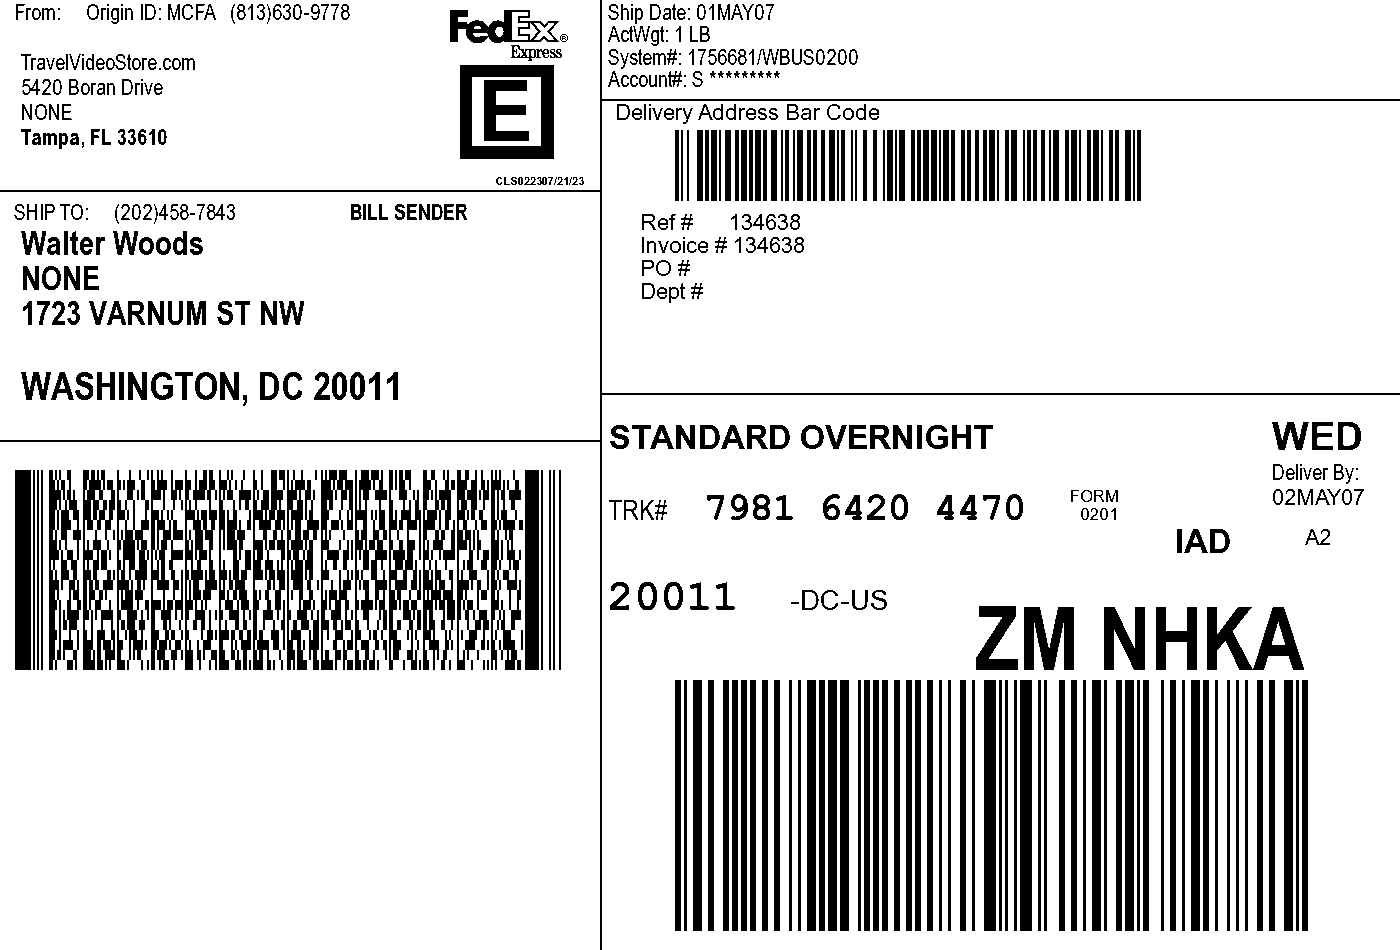 From: Origin ID: MCFA (813)630-9778
TravelVideoStore.com
5420 Boran Drive
NONE
Tampa, FL 33610
FedEx®
Express
E
CLS022307/21/23
Ship Date: 01MAY07
ActWgt: 1 LB
System#: 1756681/WBUS0200
Account#: S *********
Delivery Address Bar Code
Ref # 134638
Invoice # 134638
PO #
Dept #
SHIP TO: (202)458-7843 BILL SENDER
Walter Woods
NONE
1723 VARNUM ST NW
WASHINGTON, DC 20011
STANDARD OVERNIGHT
WED
Deliver By:
02MAY07
TRK# 7981 6420 4470
FORM
0201
IAD
A2
20011 -DC-US
ZM NHKA